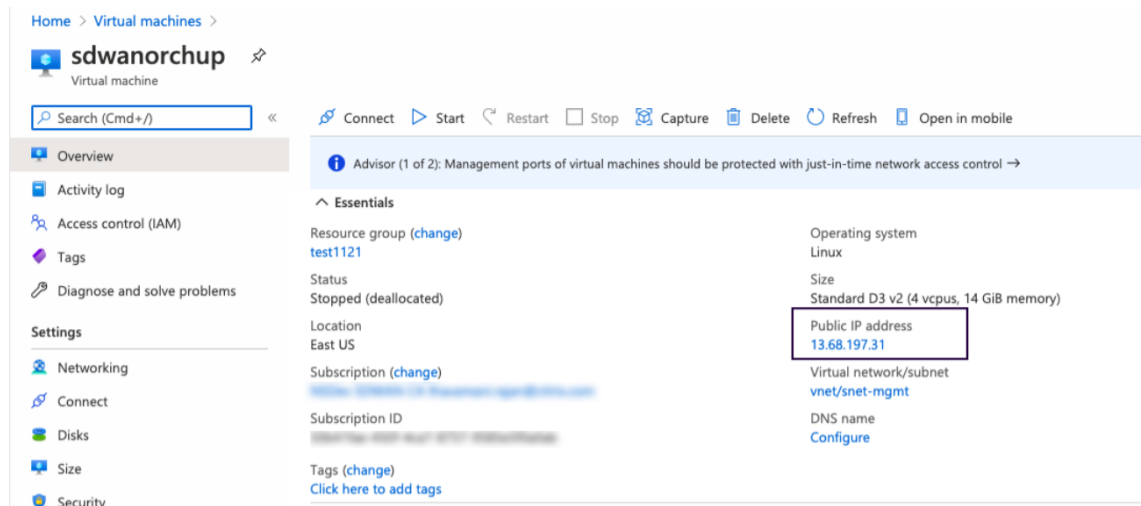 Home > Virtual machines >
sdwanorchup
Virtual machine
Search (Cmd+/)
«
Connect
Start
Restart
Stop
Capture
Delete
Refresh
Open in mobile
Overview
Activity log
Access control (IAM)
Tags
Diagnose and solve problems
Settings
Networking
Connect
Disks
Size
Security
Advisor (1 of 2): Management ports of virtual machines should be protected with just-in-time network access control →
Essentials
Resource group (change)
test1121
Status
Stopped (deallocated)
Location
East US
Subscription (change)
Subscription ID
Tags (change)
Click here to add tags
Operating system
Linux
Size
Standard D3 v2 (4 vcpus, 14 GiB memory)
Public IP address
13.68.197.31
Virtual network/subnet
vnet/snet-mgmt
DNS name
Configure